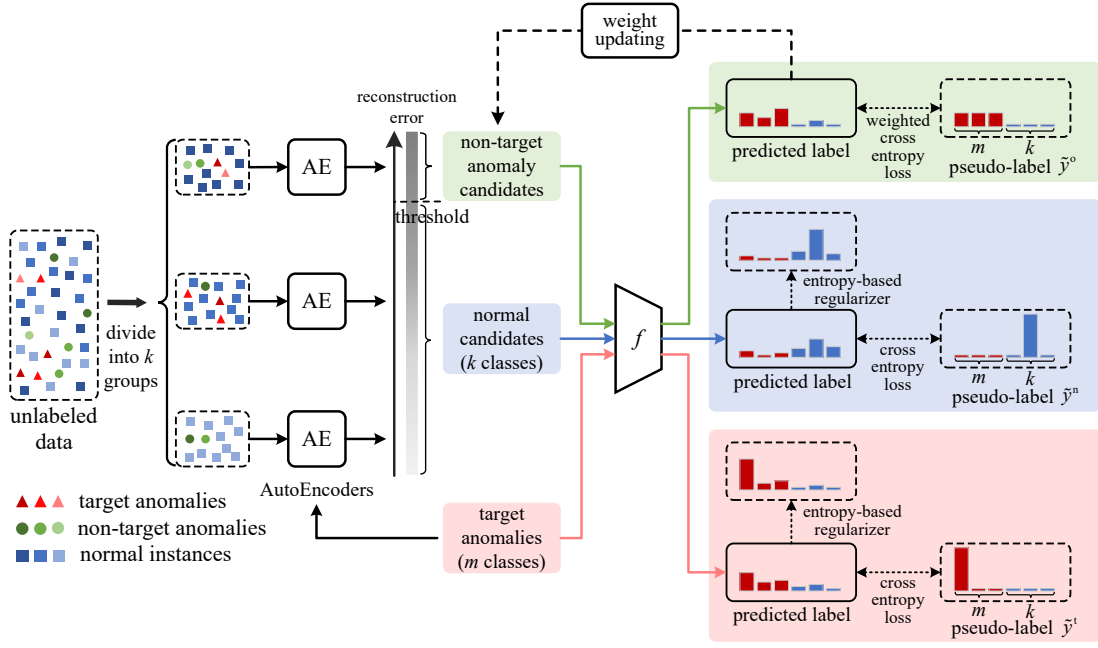 weight
updating
reconstruction
error
AE
AE
AE
AutoEncoders
unlabeled
data
divide
into k
groups
threshold
non-target
anomaly
candidates
normal
candidates
(k classes)
target
anomalies
(m classes)
f
predicted label
weighted
cross
entropy
loss
m
k
pseudo-label ỹ°
entropy-based
regularizer
predicted label
cross
entropy
loss
m
k
pseudo-label ỹⁿ
entropy-based
regularizer
predicted label
cross
entropy
loss
m
k
pseudo-label ỹᵗ
target anomalies
non-target anomalies
normal instances